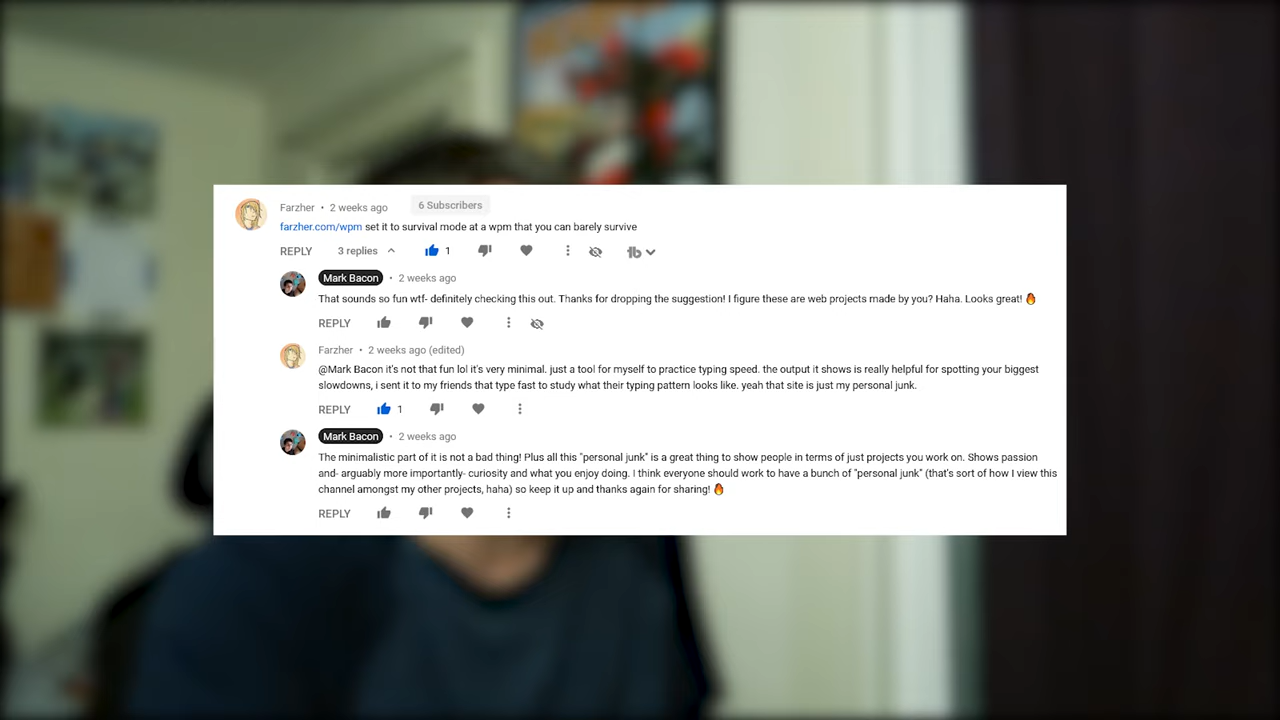 Farzher • 2 weeks ago 6 Subscribers
farzher.com/wpm set it to survival mode at a wpm that you can barely survive
REPLY 3 replies 1
Mark Bacon • 2 weeks ago
That sounds so fun wtf- definitely checking this out. Thanks for dropping the suggestion! I figure these are web projects made by you? Haha. Looks great! 🔥
REPLY
Farzher • 2 weeks ago (edited)
@Mark Bacon it's not that fun lol it's very minimal. just a tool for myself to practice typing speed. the output it shows is really helpful for spotting your biggest
slowdowns, i sent it to my friends that type fast to study what their typing pattern looks like. yeah that site is just my personal junk.
REPLY 1
Mark Bacon • 2 weeks ago
The minimalistic part of it is not a bad thing! Plus all this "personal junk" is a great thing to show people in terms of just projects you work on. Shows passion
and- arguably more importantly- curiosity and what you enjoy doing. I think everyone should work to have a bunch of "personal junk" (that's sort of how I view this
channel amongst my other projects, haha) so keep it up and thanks again for sharing! 🔥
REPLY